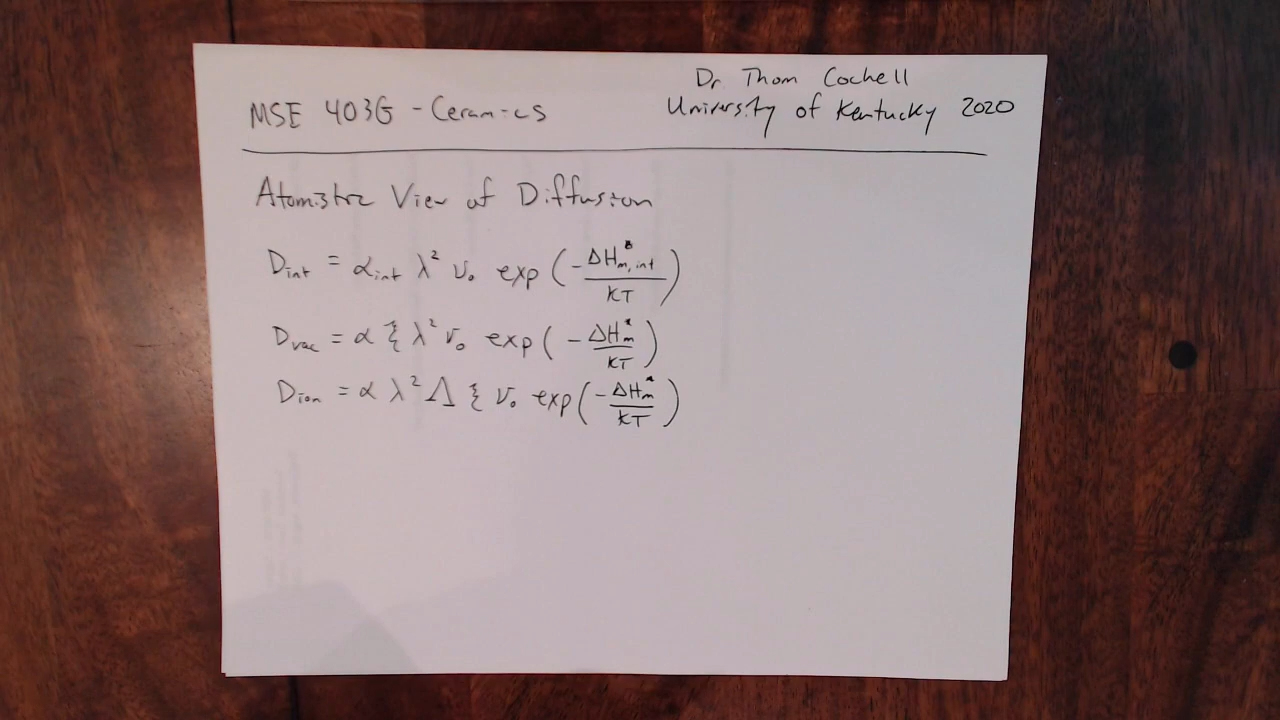 Dr Thom Cochell
MSE 403G - Ceramics
University of Kentucky 2020
Atomistic View of Diffusion
D_int = α_int λ² ν₀ exp(-ΔH*_m,int / kT)
D_vac = α ξ λ² ν₀ exp(-ΔH*_m / kT)
D_ion = α λ² Λ ξ ν₀ exp(-ΔH*_m / kT)